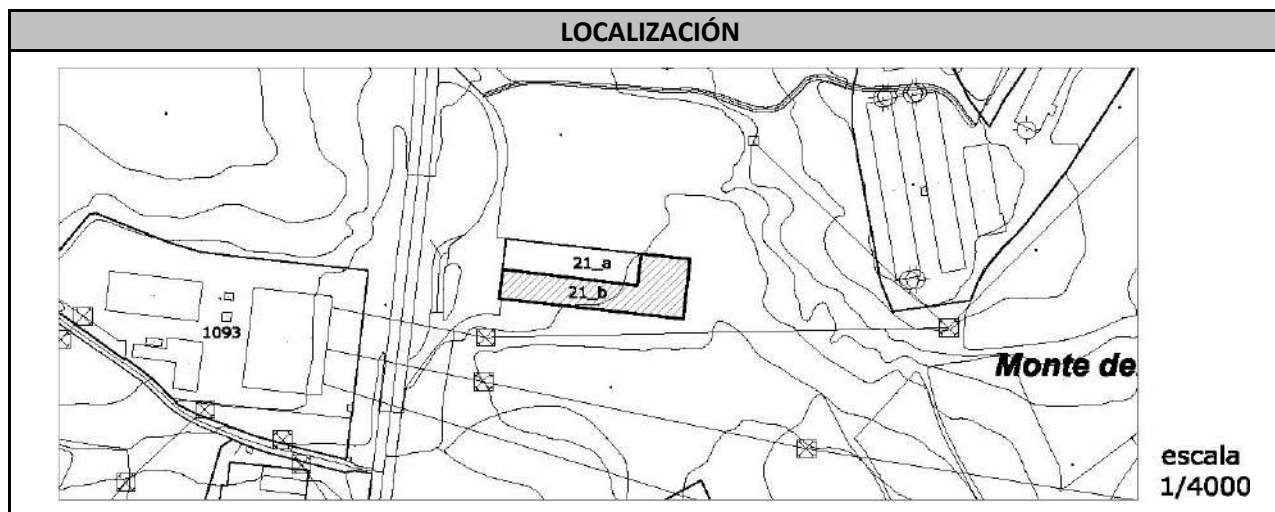 LOCALIZACIÓN
21_a
21_b
1093
Monte de
escala
1/4000